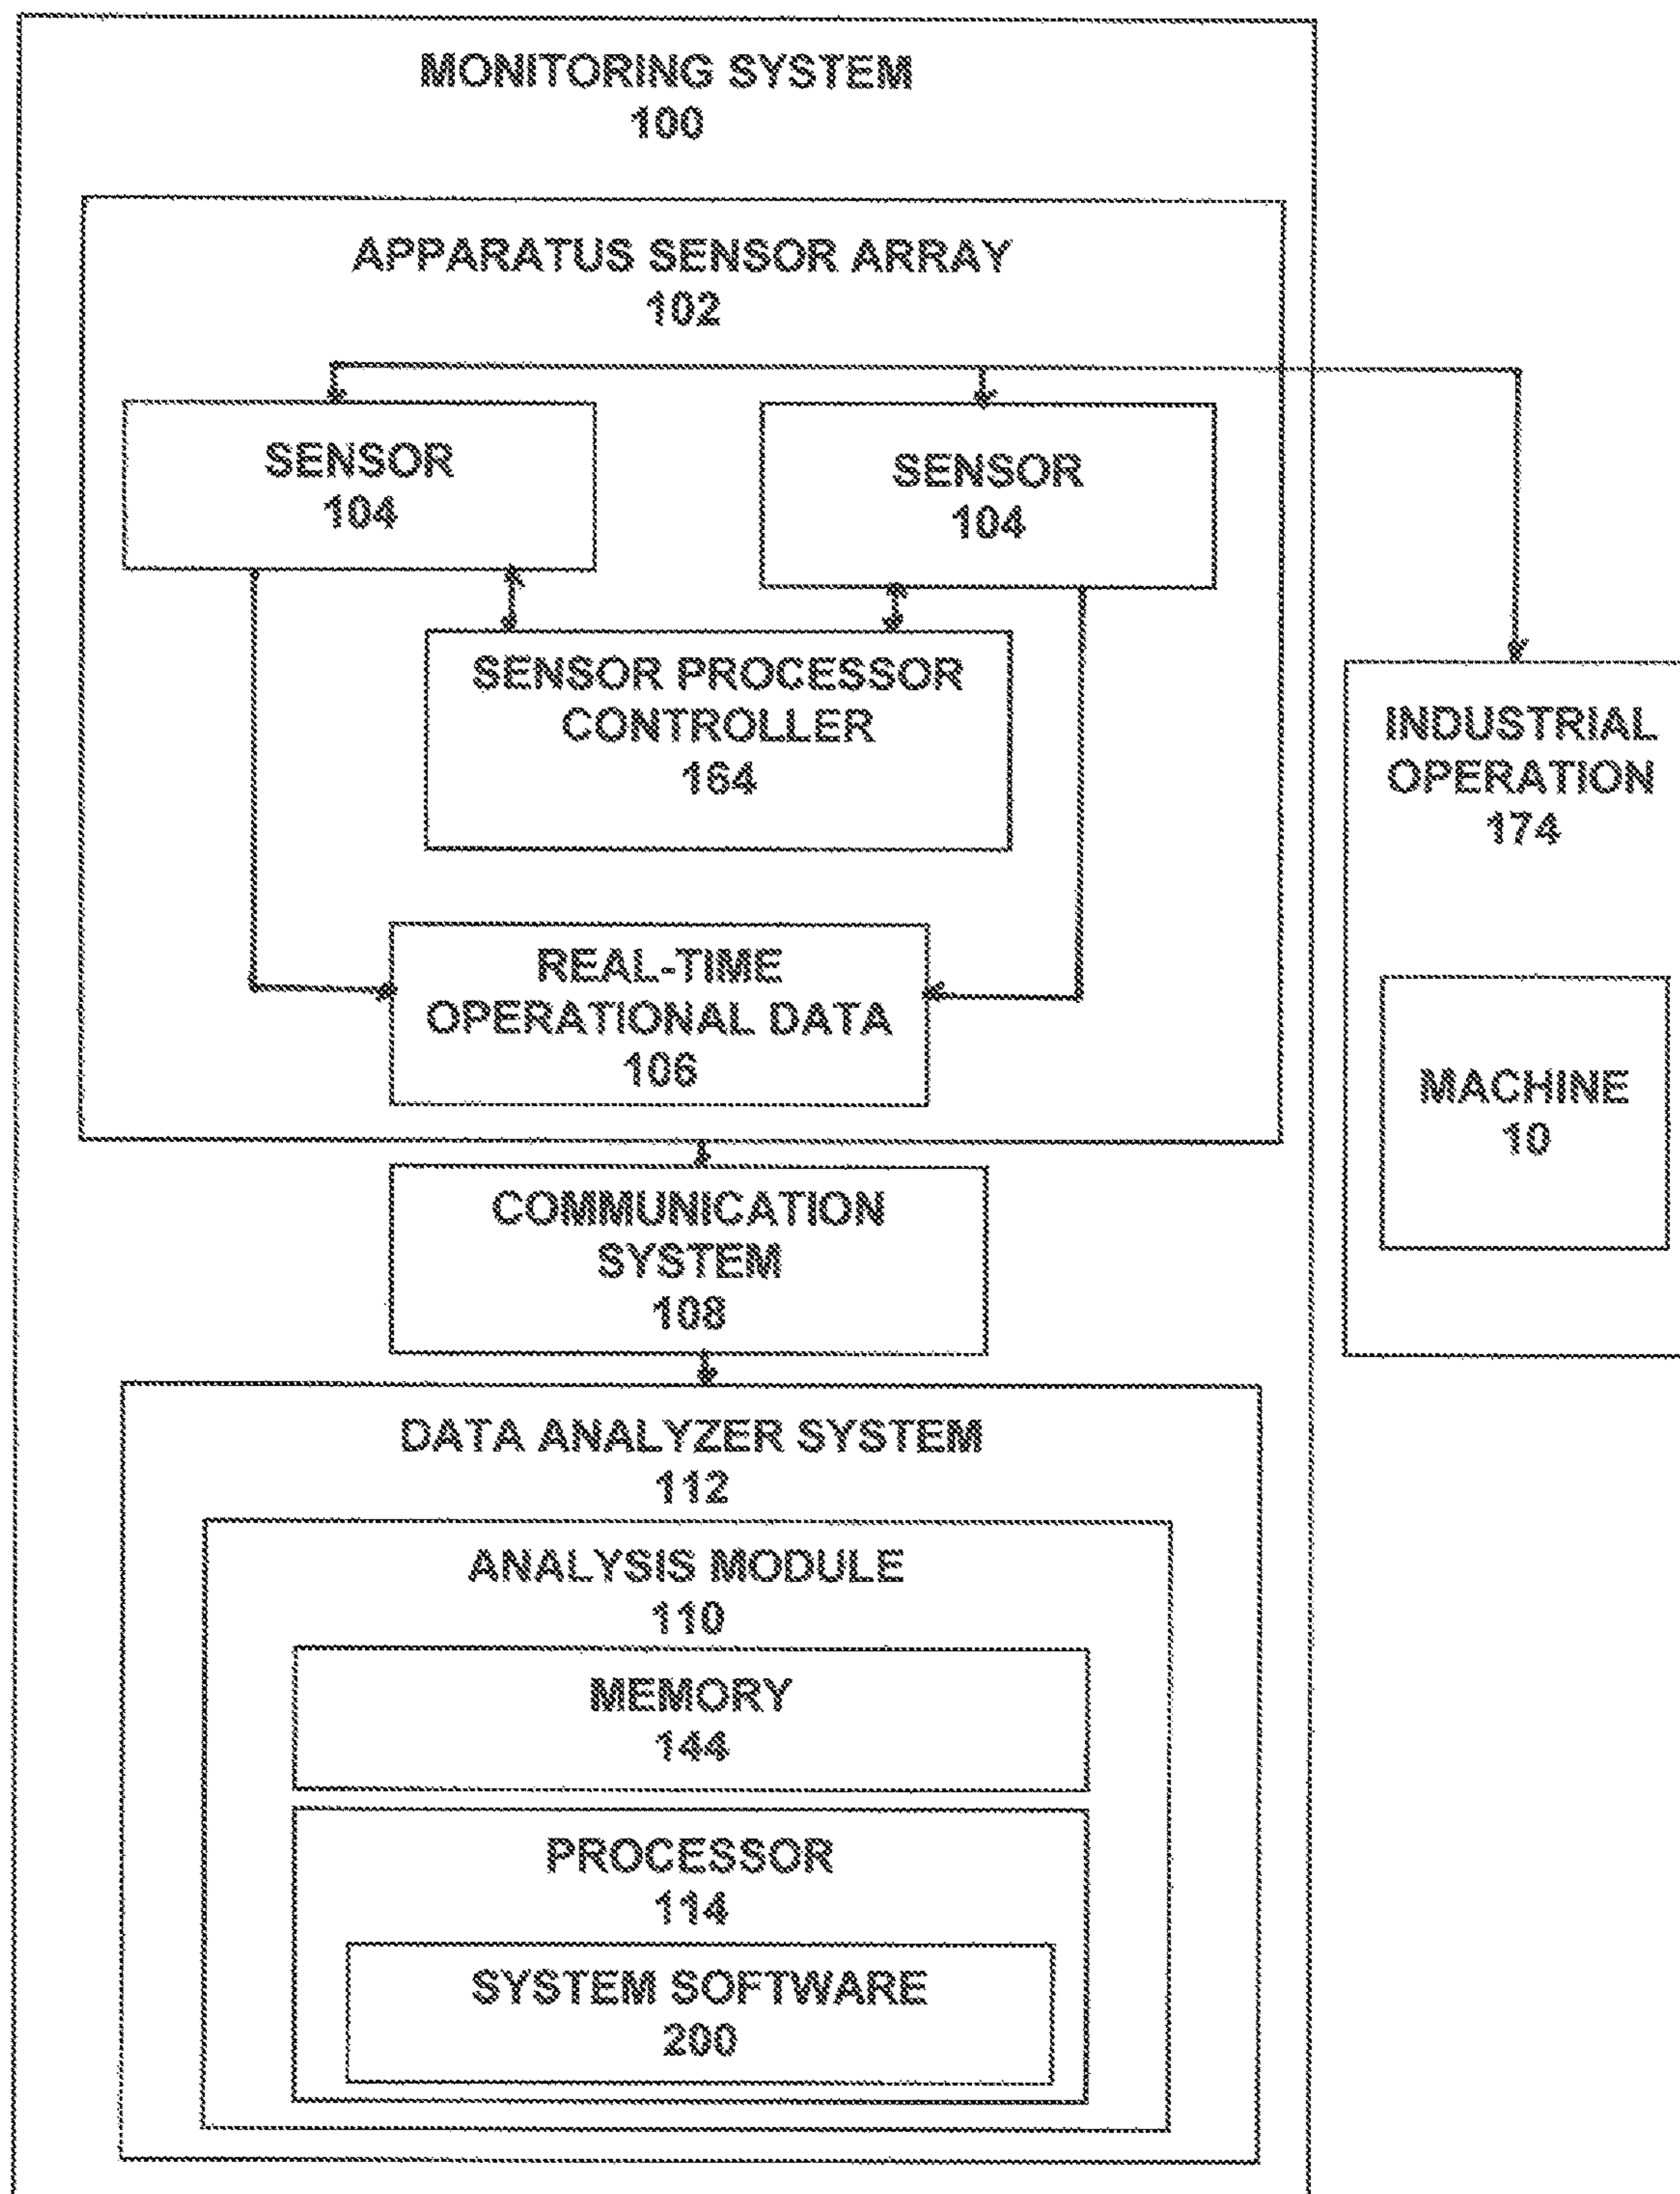 MONITORING SYSTEM
100
APPARATUS SENSOR ARRAY
102
SENSOR
104
SENSOR
104
SENSOR PROCESSOR
CONTROLLER
164
INDUSTRIAL
OPERATION
174
REAL-TIME
OPERATIONAL DATA
106
MACHINE
10
COMMUNICATION
SYSTEM
108
DATA ANALYZER SYSTEM
112
ANALYSIS MODULE
110
MEMORY
144
PROCESSOR
114
SYSTEM SOFTWARE
200